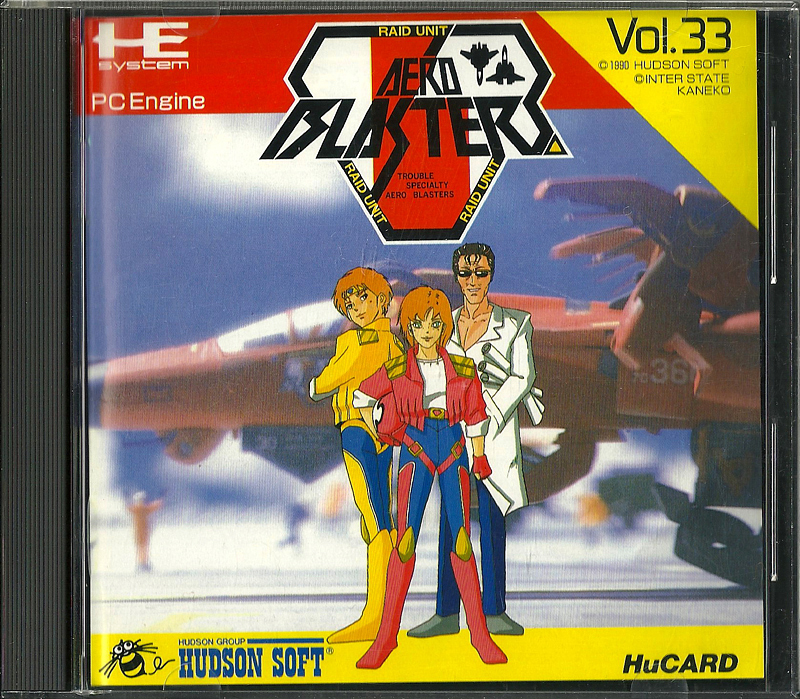 HE
system
PC Engine
RAID UNIT
AERO
BLASTERS
TROUBLE
SPECIALTY
AERO BLASTERS
RAID UNIT
RAID UNIT
Vol.33
©1990 HUDSON SOFT
©INTER STATE
KANEKO
36
HUDSON GROUP
HUDSON SOFT®
HuCARD